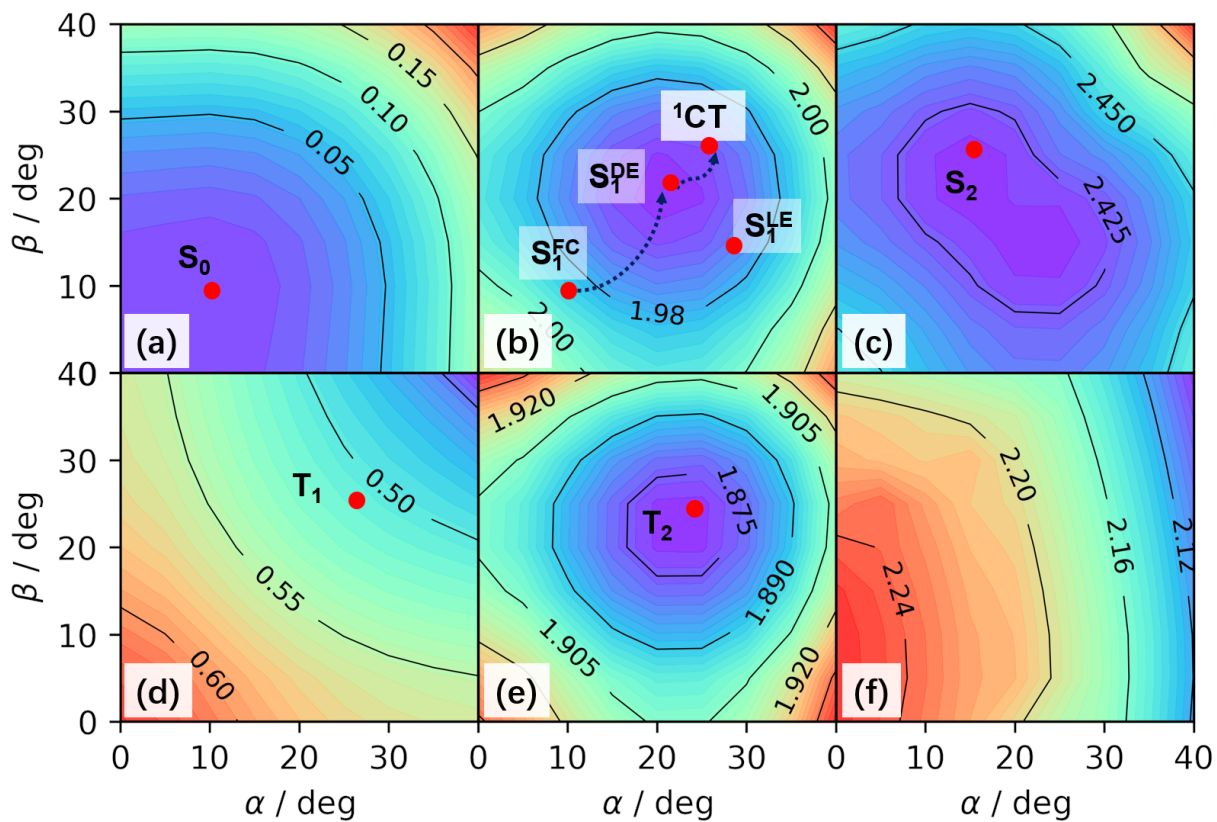 40
30
20
10
0
β / deg
0.15
0.10
0.05
S₀
(a)
2.00
¹CT
S₁ᴰᴱ
S₁ᴸᴱ
S₁ꟳꟲ
1.98
2.00
(b)
2.450
S₂
2.425
(c)
40
30
20
10
0
β / deg
T₁
0.50
0.55
0.60
(d)
1.920
1.905
1.875
T₂
1.890
1.905
1.920
(e)
2.20
2.16
2.12
2.24
(f)
0 10 20 30 0 10 20 30 0 10 20 30 40
α / deg α / deg α / deg